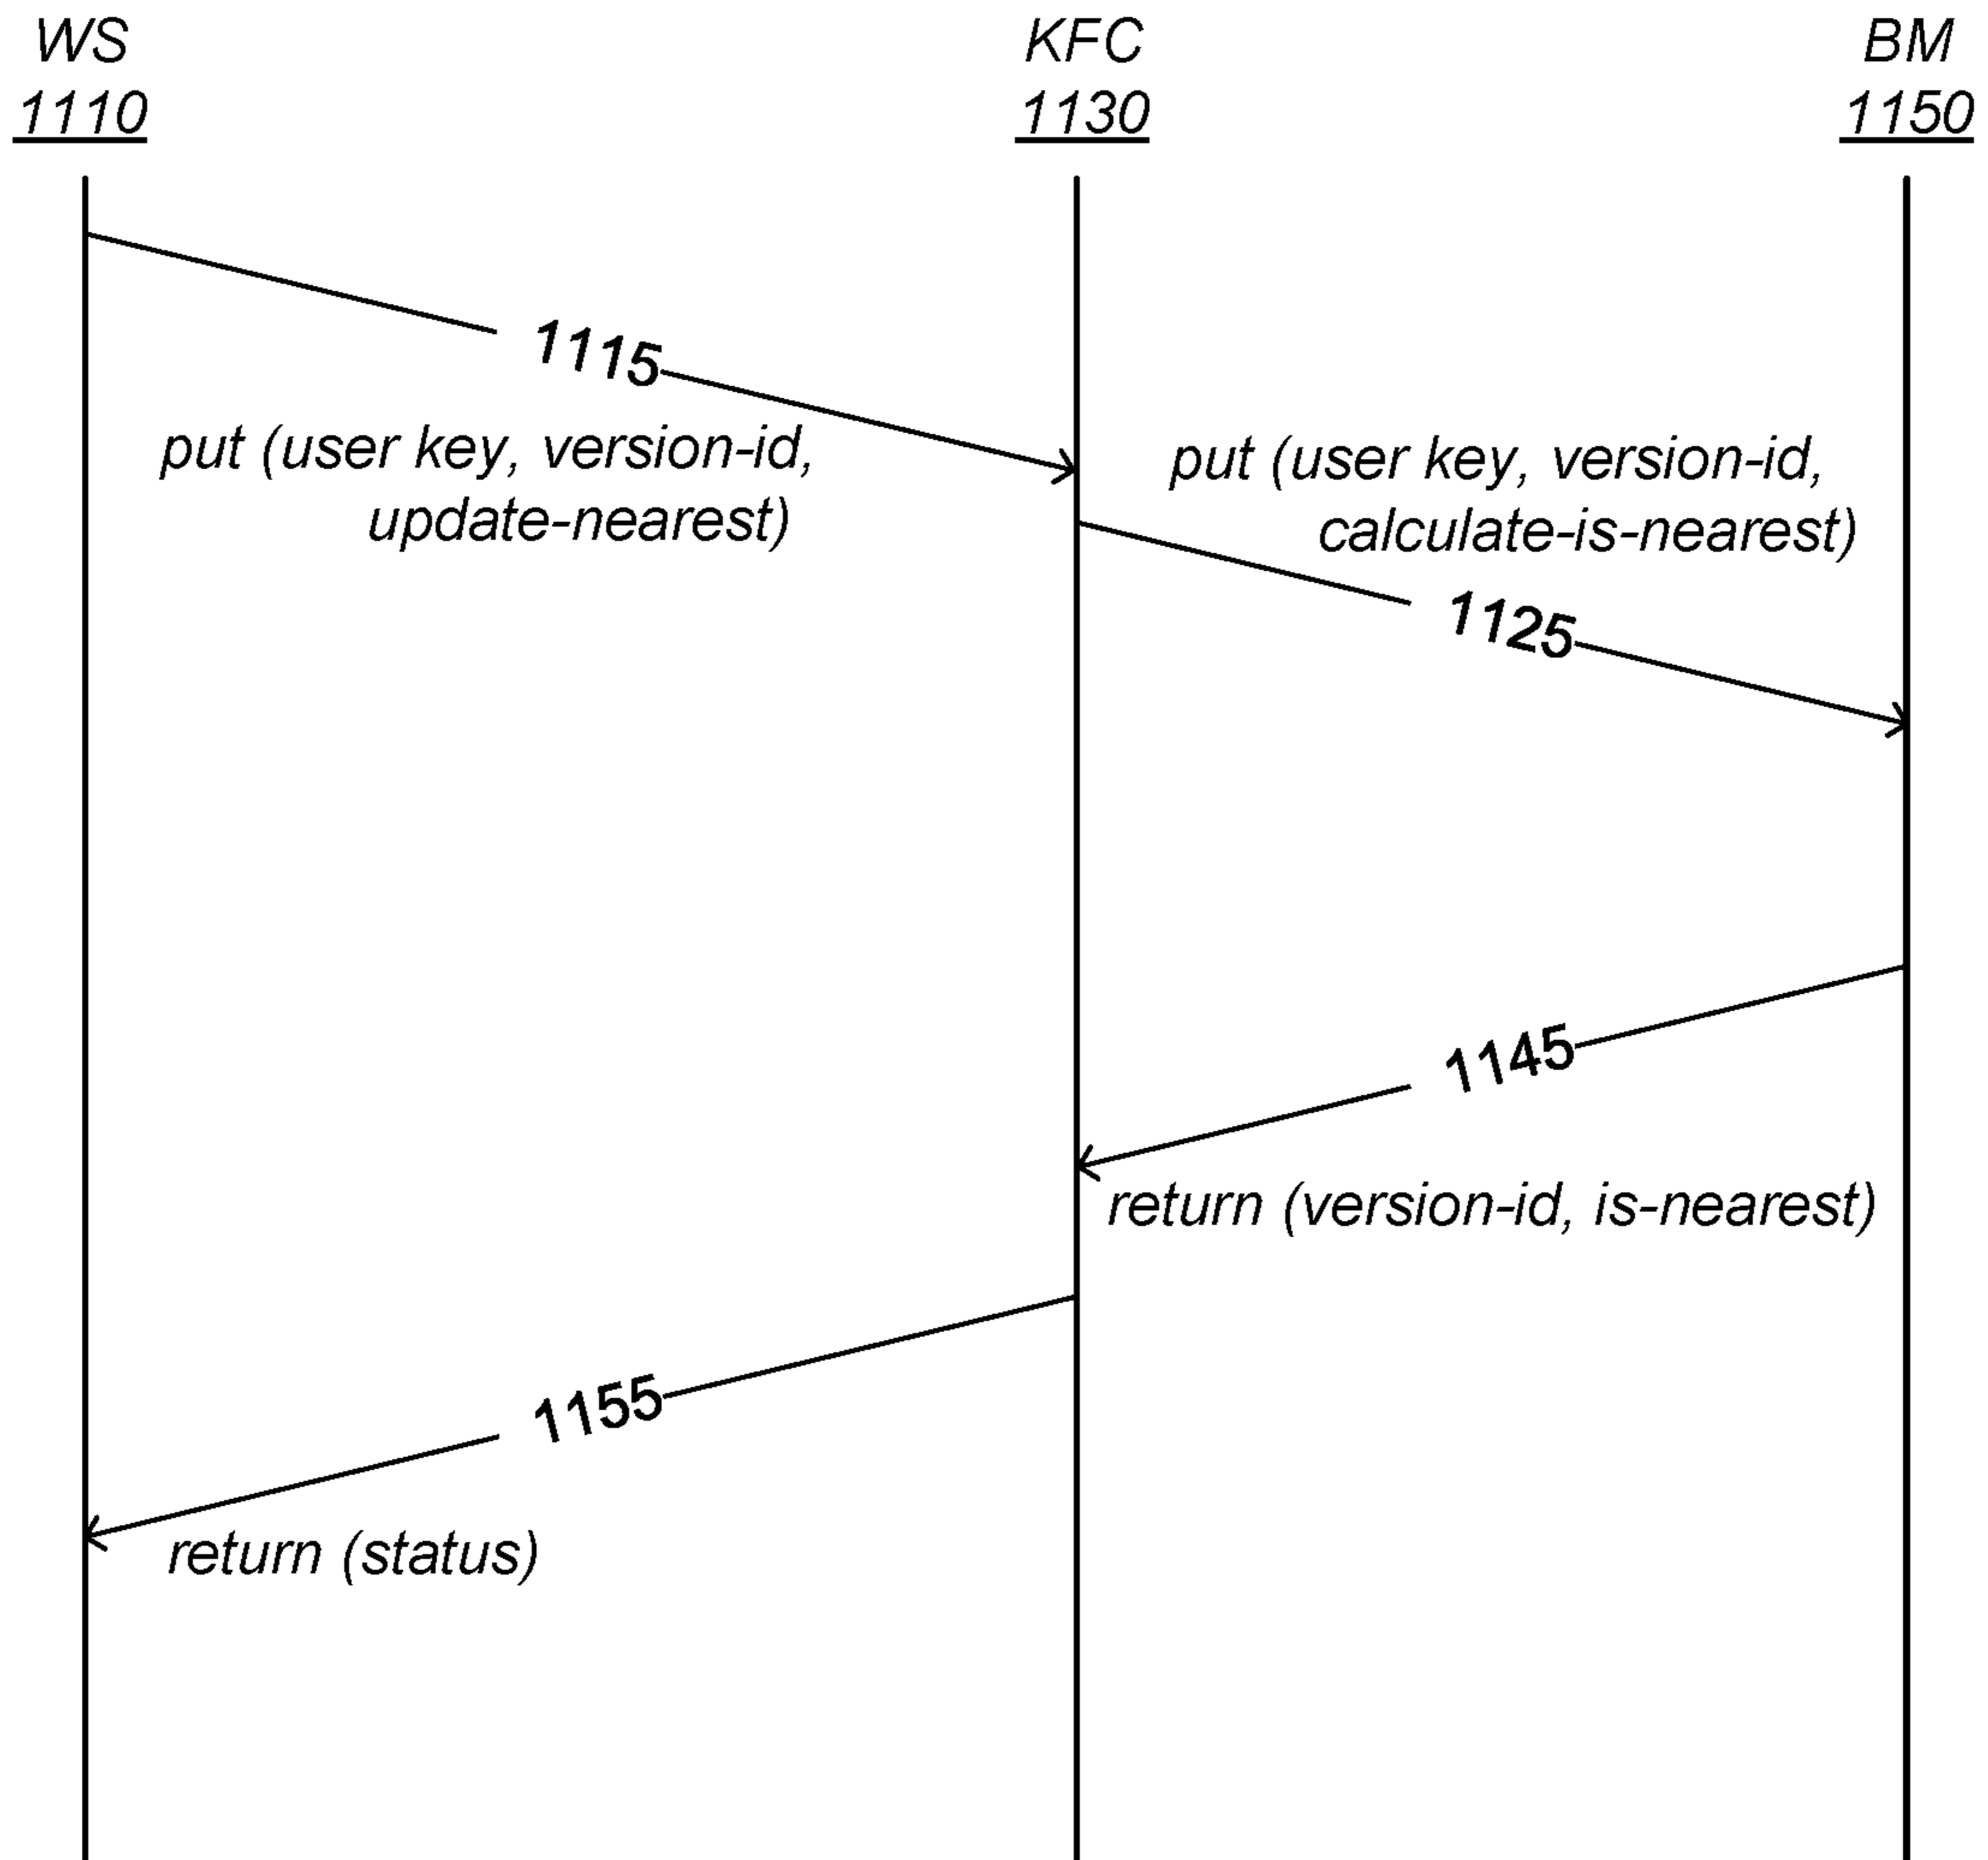 WS
1110
KFC
1130
BM
1150
1115
put (user key, version-id,
update-nearest)
put (user key, version-id,
calculate-is-nearest)
1125
1145
return (version-id, is-nearest)
1155
return (status)